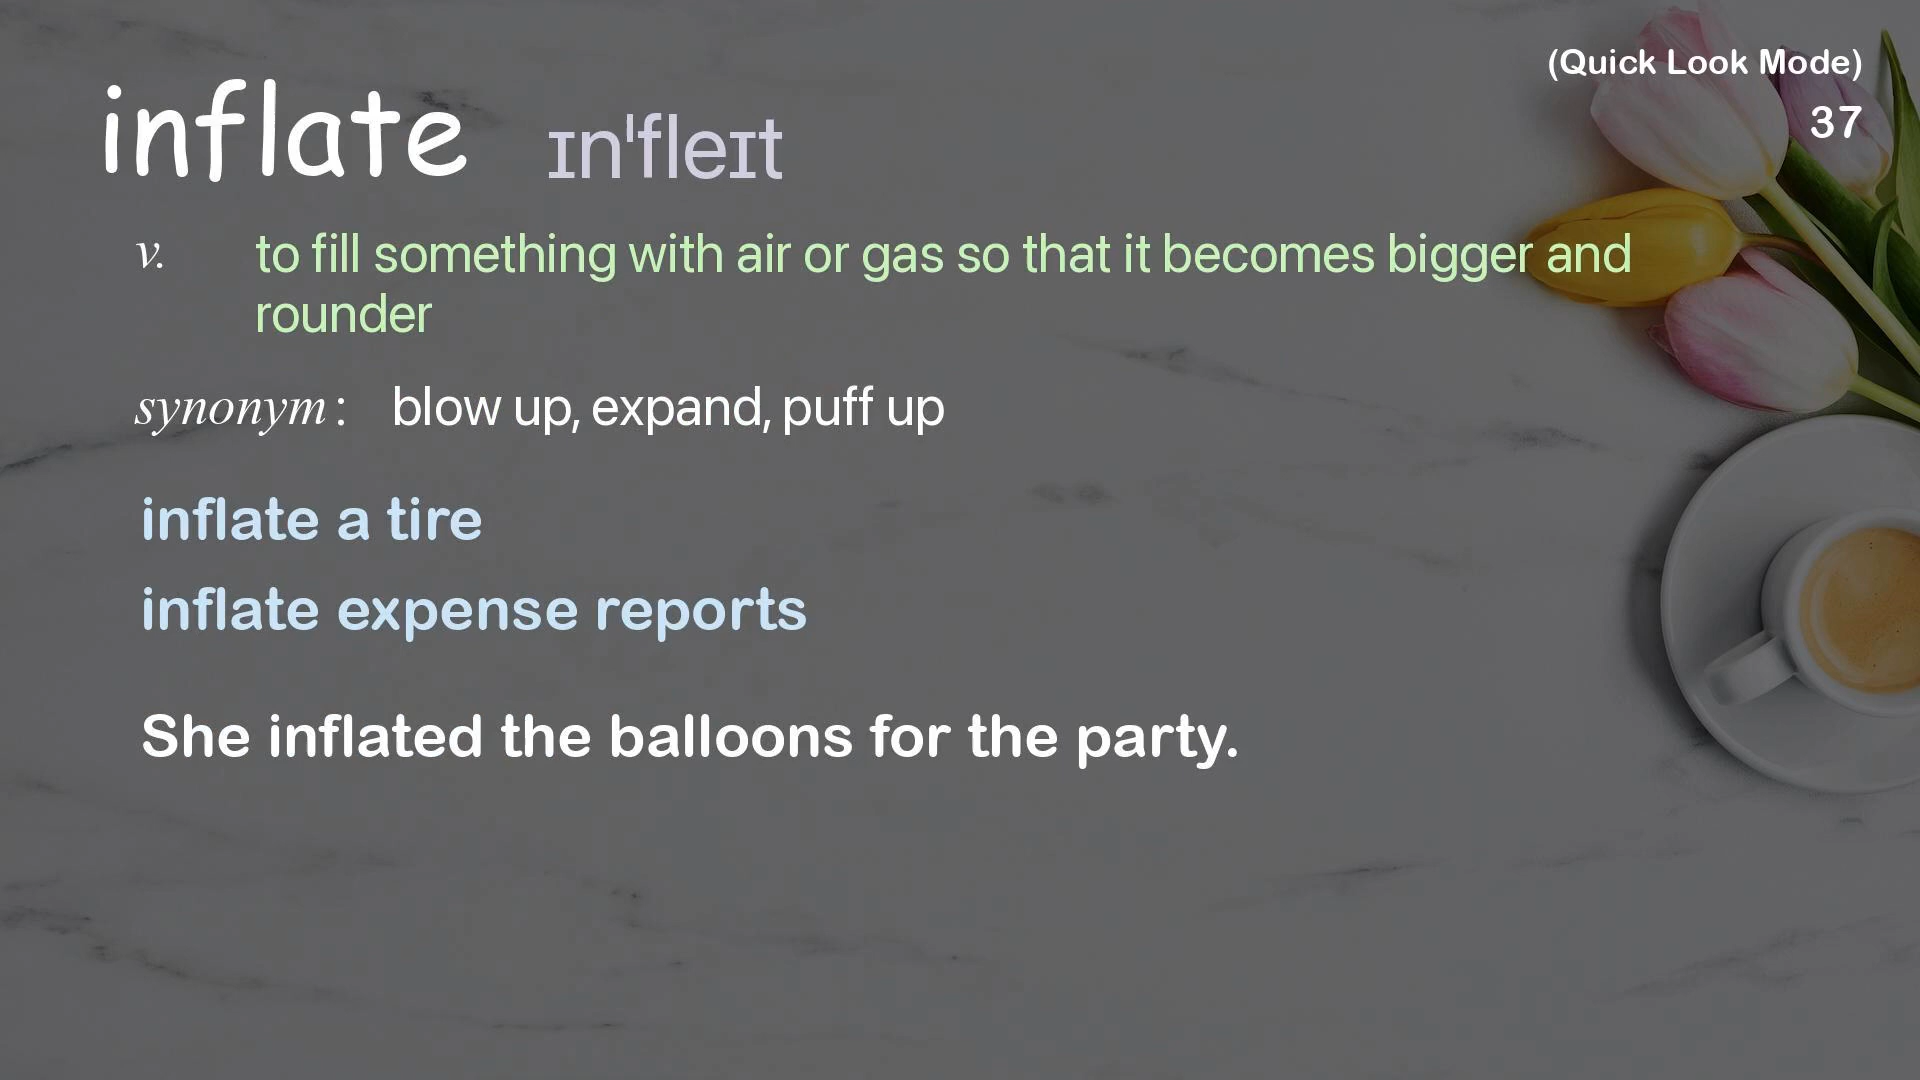 (Quick Look Mode)
37
inflate ɪnˈfleɪt
v. to fill something with air or gas so that it becomes bigger and
rounder
synonym: blow up, expand, puff up
inflate a tire
inflate expense reports
She inflated the balloons for the party.